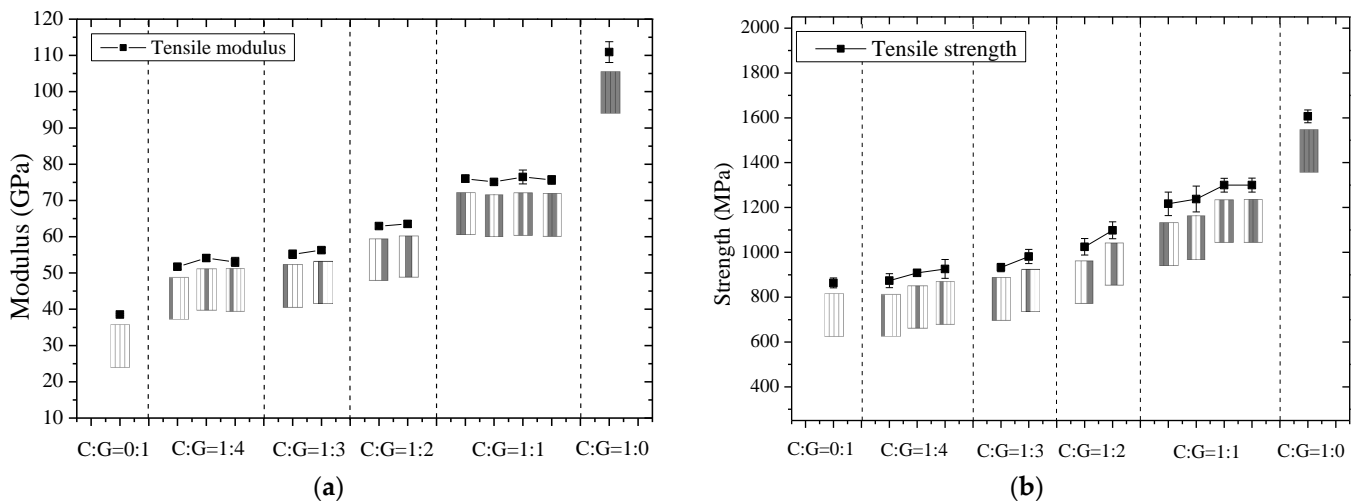 120
110
100
90
80
70
60
50
40
30
20
10
Modulus (GPa)
Tensile modulus
C:G=0:1 C:G=1:4 C:G=1:3 C:G=1:2 C:G=1:1 C:G=1:0
(a)
2000
1800
1600
1400
1200
1000
800
600
400
Strength (MPa)
Tensile strength
C:G=0:1 C:G=1:4 C:G=1:3 C:G=1:2 C:G=1:1 C:G=1:0
(b)